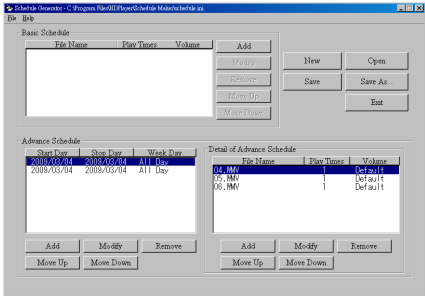 Schedule Generator - C:\Program Files\HDPlayer\Schedule Maker\schedule.ini
File Help
Basic Schedule
File Name Play Times Volume
Add
Modify
Remove
Move Up
Move Down
New Open
Save Save As...
Exit
Advance Schedule
Start Day Stop Day Week Day
2009/03/04 2009/03/04 All Day
2009/03/04 2009/03/04 All Day
Add Modify Remove
Move Up Move Down
Detail of Advance Schedule
File Name Play Times Volume
04.WMV 1 Default
05.WMV 1 Default
06.WMV 1 Default
Add Modify Remove
Move Up Move Down